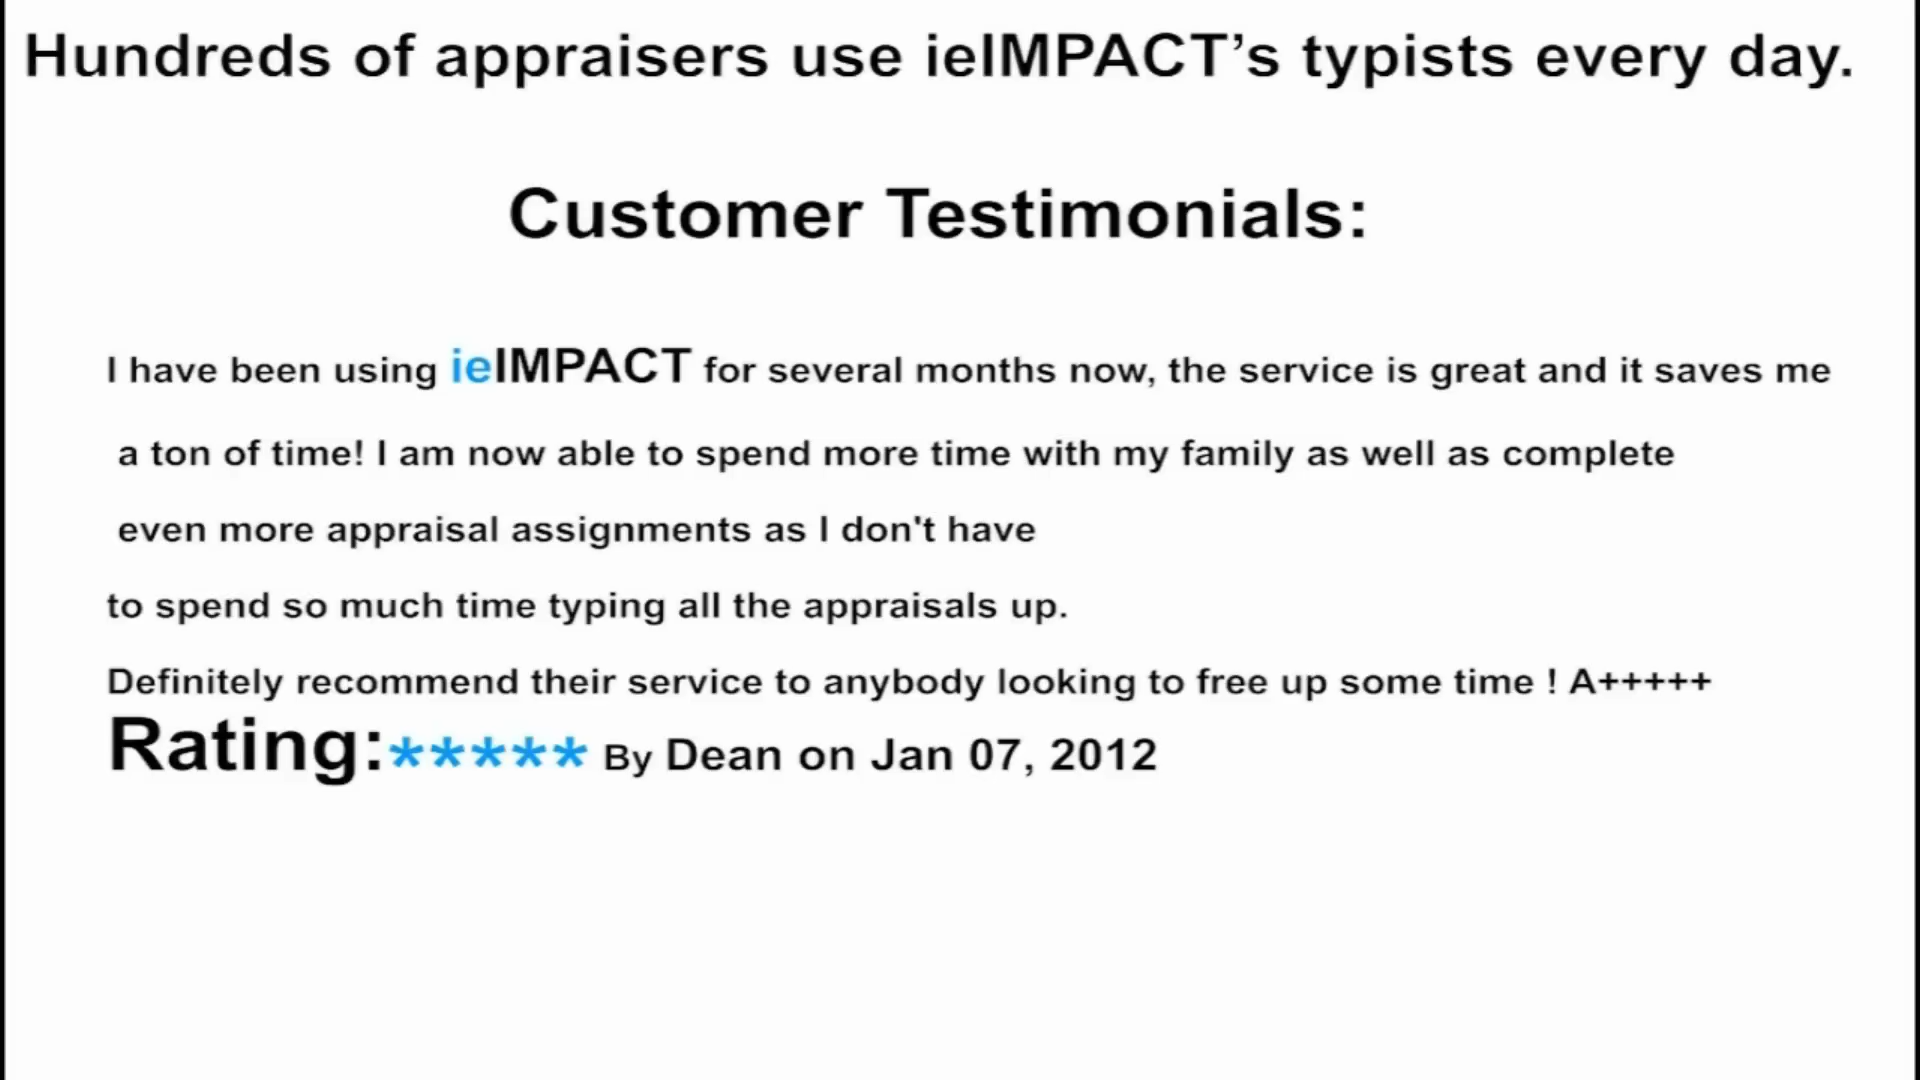 Hundreds of appraisers use ieIMPACT’s typists every day.
Customer Testimonials:
I have been using ieIMPACT for several months now, the service is great and it saves me
a ton of time! I am now able to spend more time with my family as well as complete
even more appraisal assignments as I don't have
to spend so much time typing all the appraisals up.
Definitely recommend their service to anybody looking to free up some time ! A+++++
Rating:***** By Dean on Jan 07, 2012